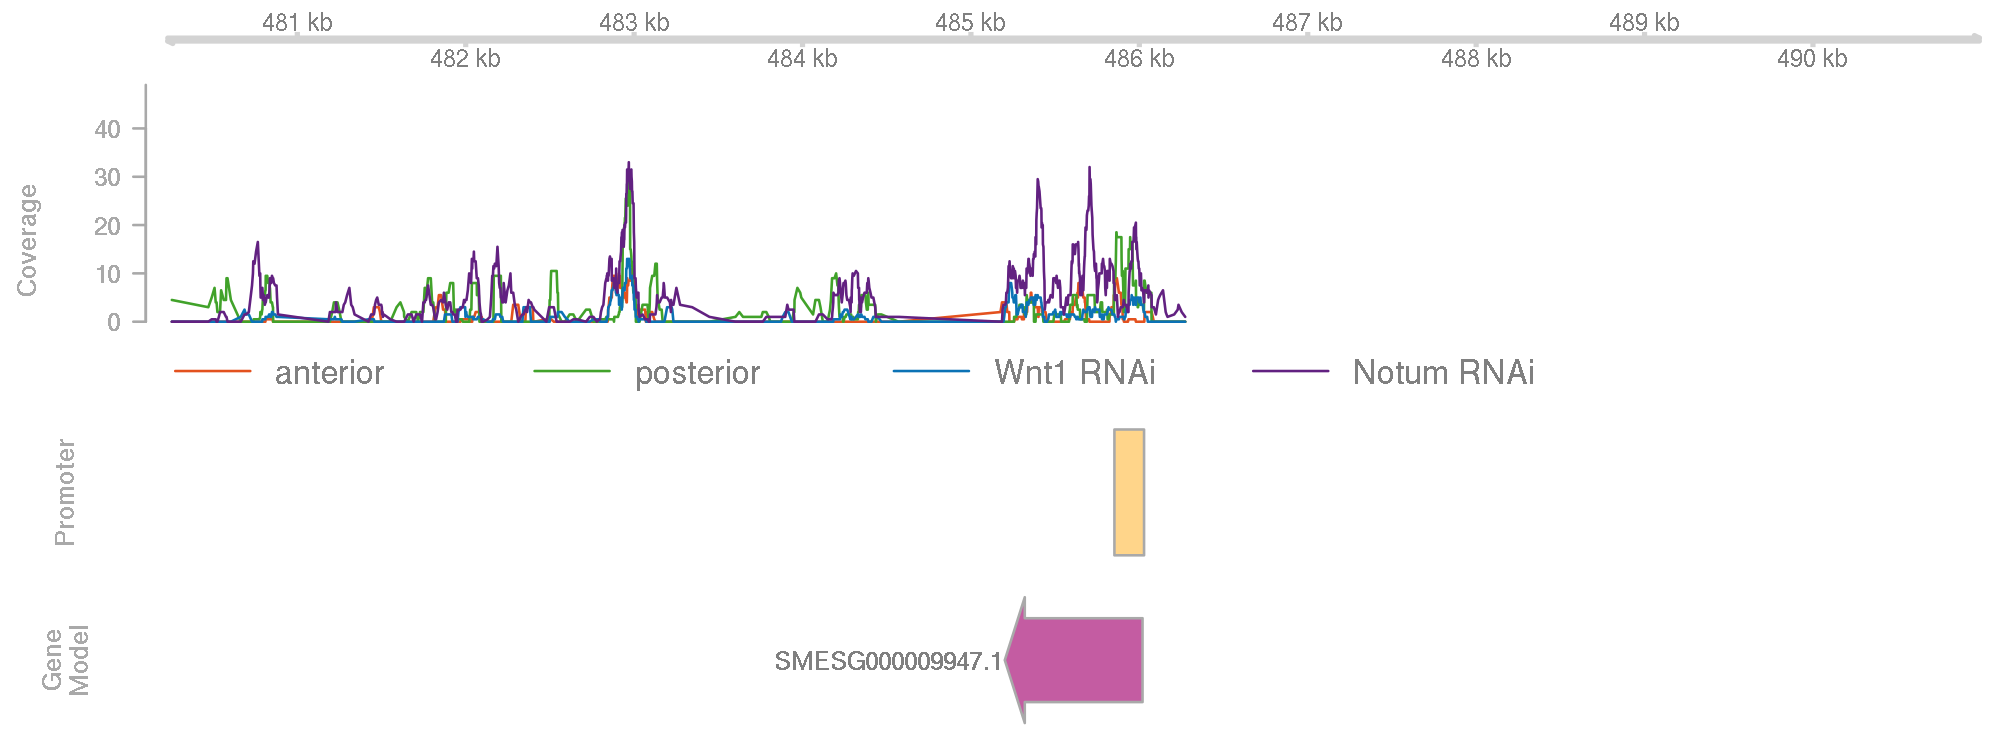 481 kb 483 kb 485 kb 487 kb 489 kb
482 kb 484 kb 486 kb 488 kb 490 kb
Coverage
40
30
20
10
0
anterior posterior Wnt1 RNAi Notum RNAi
Promoter
Gene
Model
SMESG000009947.1